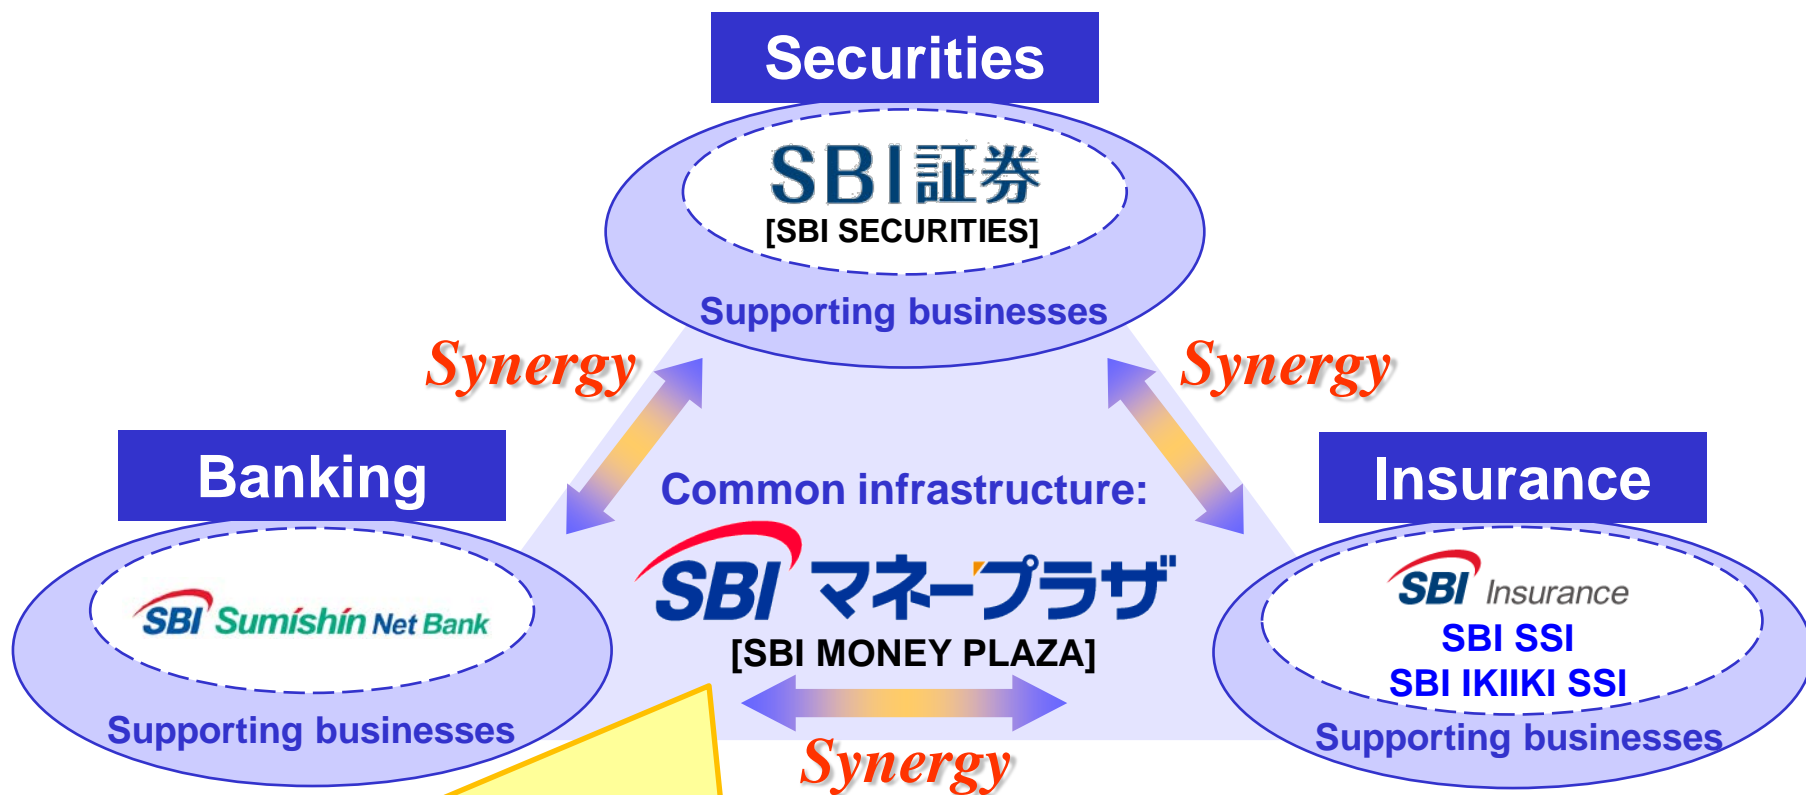 Securities
SBI証券
[SBI SECURITIES]
Supporting businesses
Synergy
Synergy
Banking
Insurance
Common infrastructure:
SBI マネープラザ
[SBI MONEY PLAZA]
SBI Sumishin Net Bank
Supporting businesses
SBI Insurance
SBI SSI
SBI IKIIKI SSI
Supporting businesses
Synergy